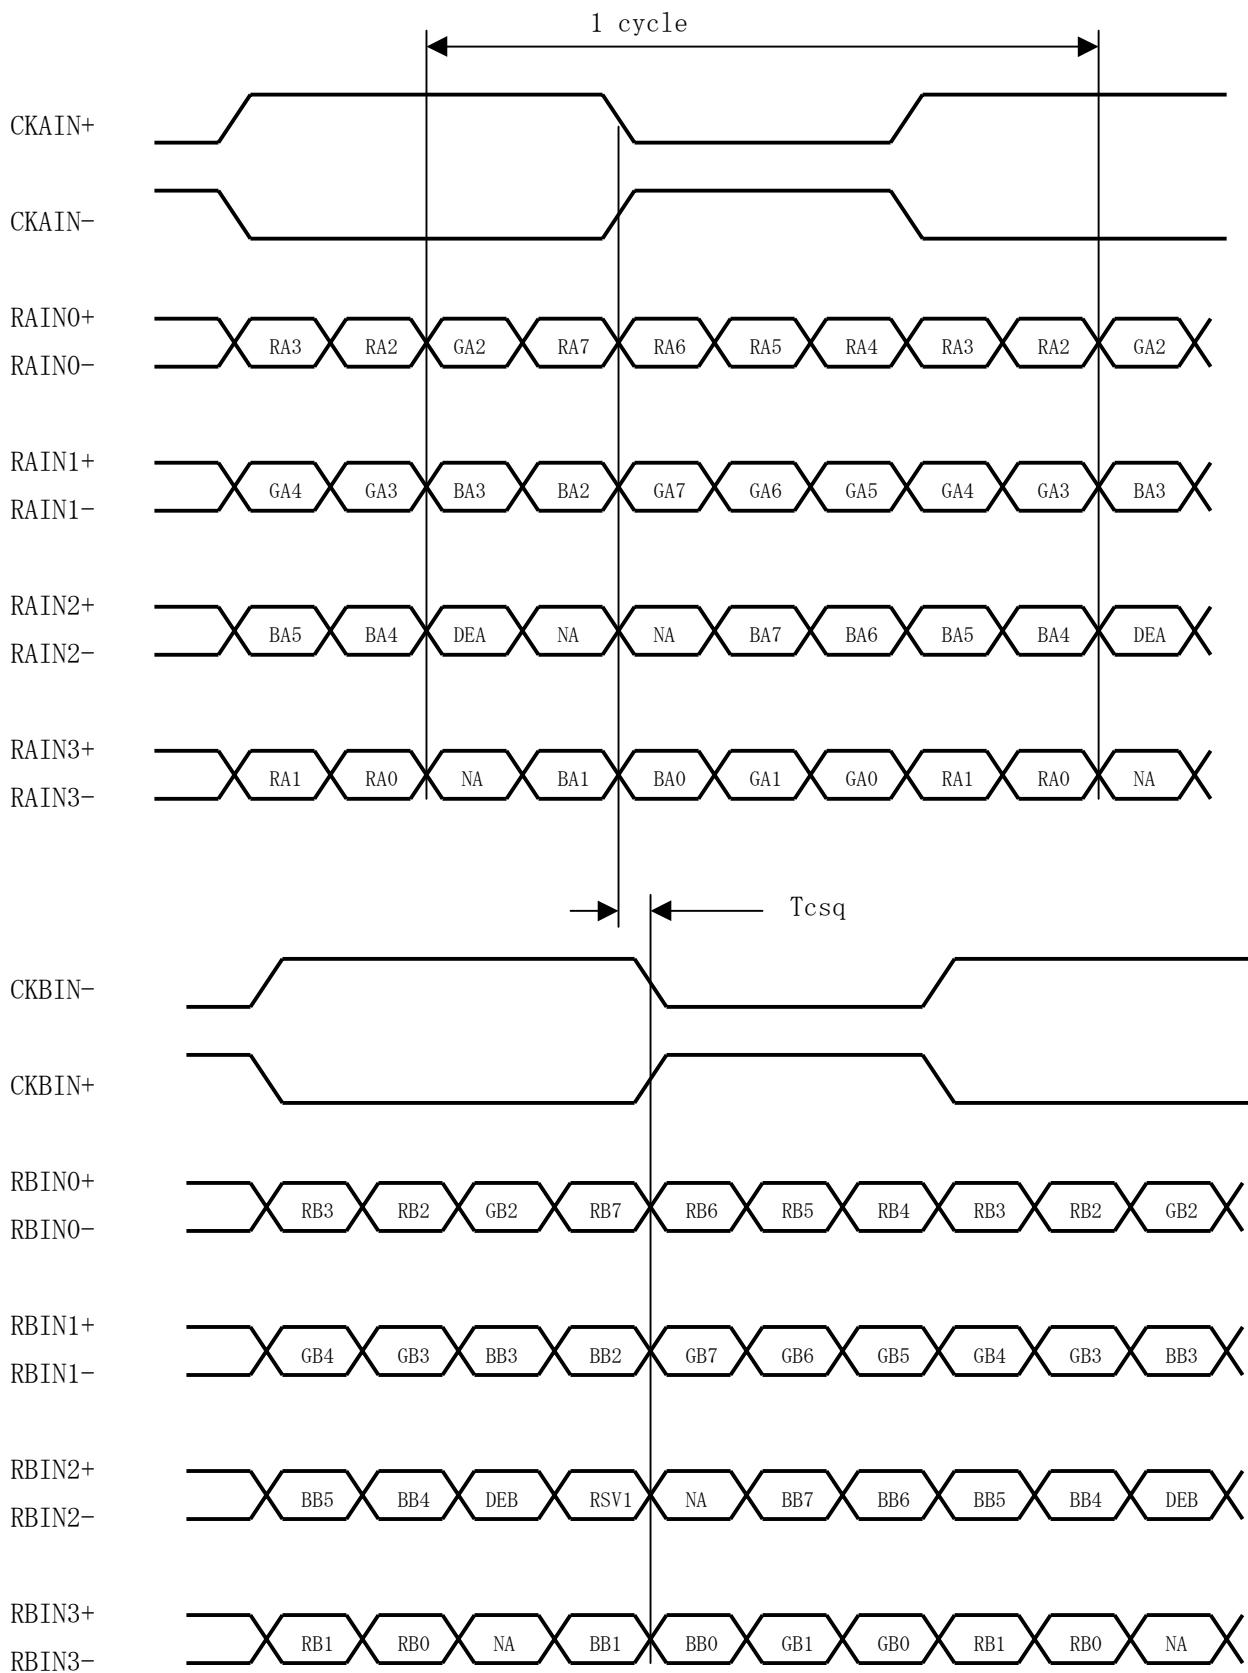 1 cycle
CKAIN+
CKAIN-
RAIN0+
RA3 RA2 GA2 RA7 RA6 RA5 RA4 RA3 RA2 GA2
RAIN0-
RAIN1+
GA4 GA3 BA3 BA2 GA7 GA6 GA5 GA4 GA3 BA3
RAIN1-
RAIN2+
BA5 BA4 DEA NA NA BA7 BA6 BA5 BA4 DEA
RAIN2-
RAIN3+
RA1 RA0 NA BA1 BA0 GA1 GA0 RA1 RA0 NA
RAIN3-
Tcsq
CKBIN-
CKBIN+
RBIN0+
RB3 RB2 GB2 RB7 RB6 RB5 RB4 RB3 RB2 GB2
RBIN0-
RBIN1+
GB4 GB3 BB3 BB2 GB7 GB6 GB5 GB4 GB3 BB3
RBIN1-
RBIN2+
BB5 BB4 DEB RSV1 NA BB7 BB6 BB5 BB4 DEB
RBIN2-
RBIN3+
RB1 RB0 NA BB1 BB0 GB1 GB0 RB1 RB0 NA
RBIN3-